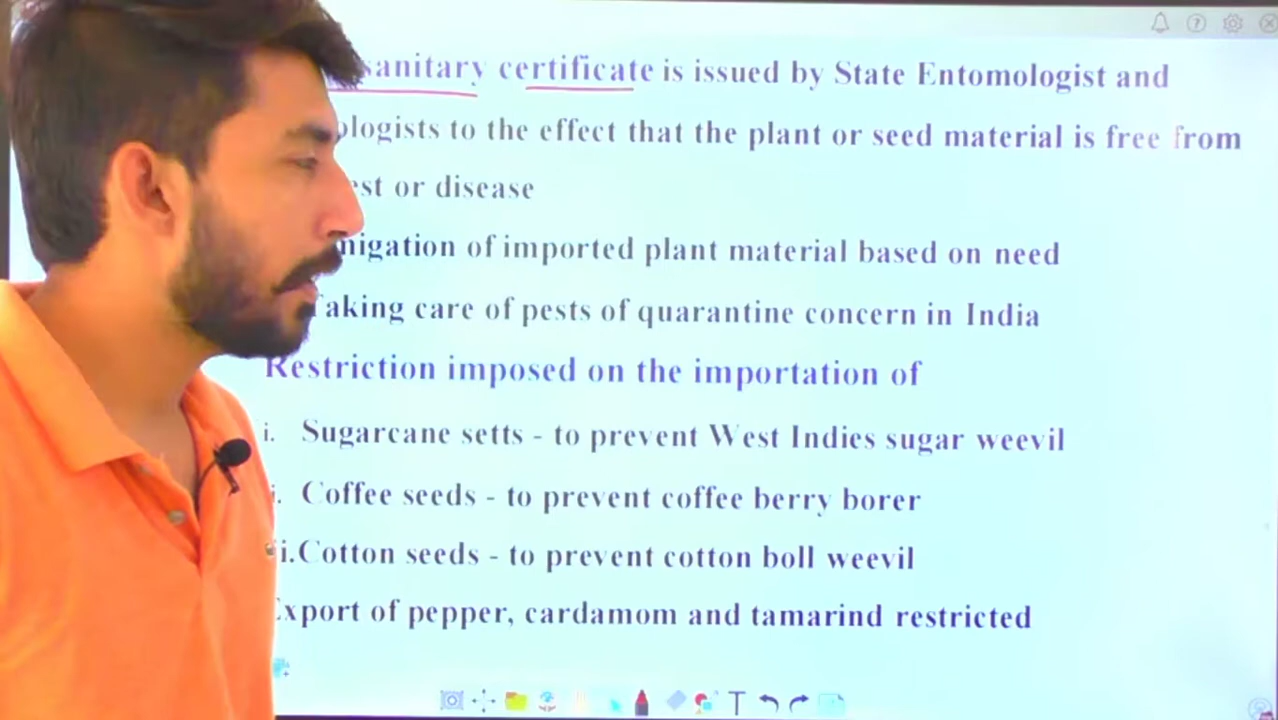 sanitary certificate is issued by State Entomologist and
ologists to the effect that the plant or seed material is free from
est or disease
igation of imported plant material based on need
aking care of pests of quarantine concern in India
Restriction imposed on the importation of
i. Sugarcane setts - to prevent West Indies sugar weevil
i. Coffee seeds - to prevent coffee berry borer
i.Cotton seeds - to prevent cotton boll weevil
Export of pepper, cardamom and tamarind restricted